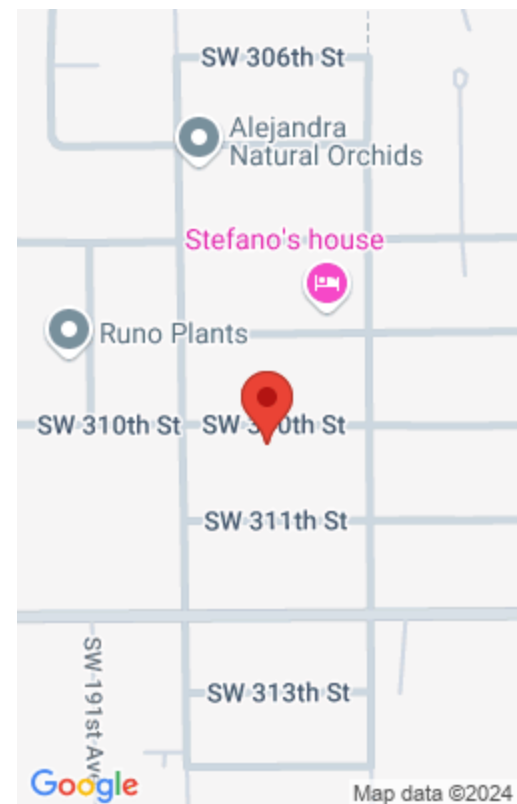 SW 306th St
Alejandra
Natural Orchids
Stefano's house
Runo Plants
SW 310th St
SW 311th St
SW 313th St
SW 191st Ave
Google
Map data ©2024